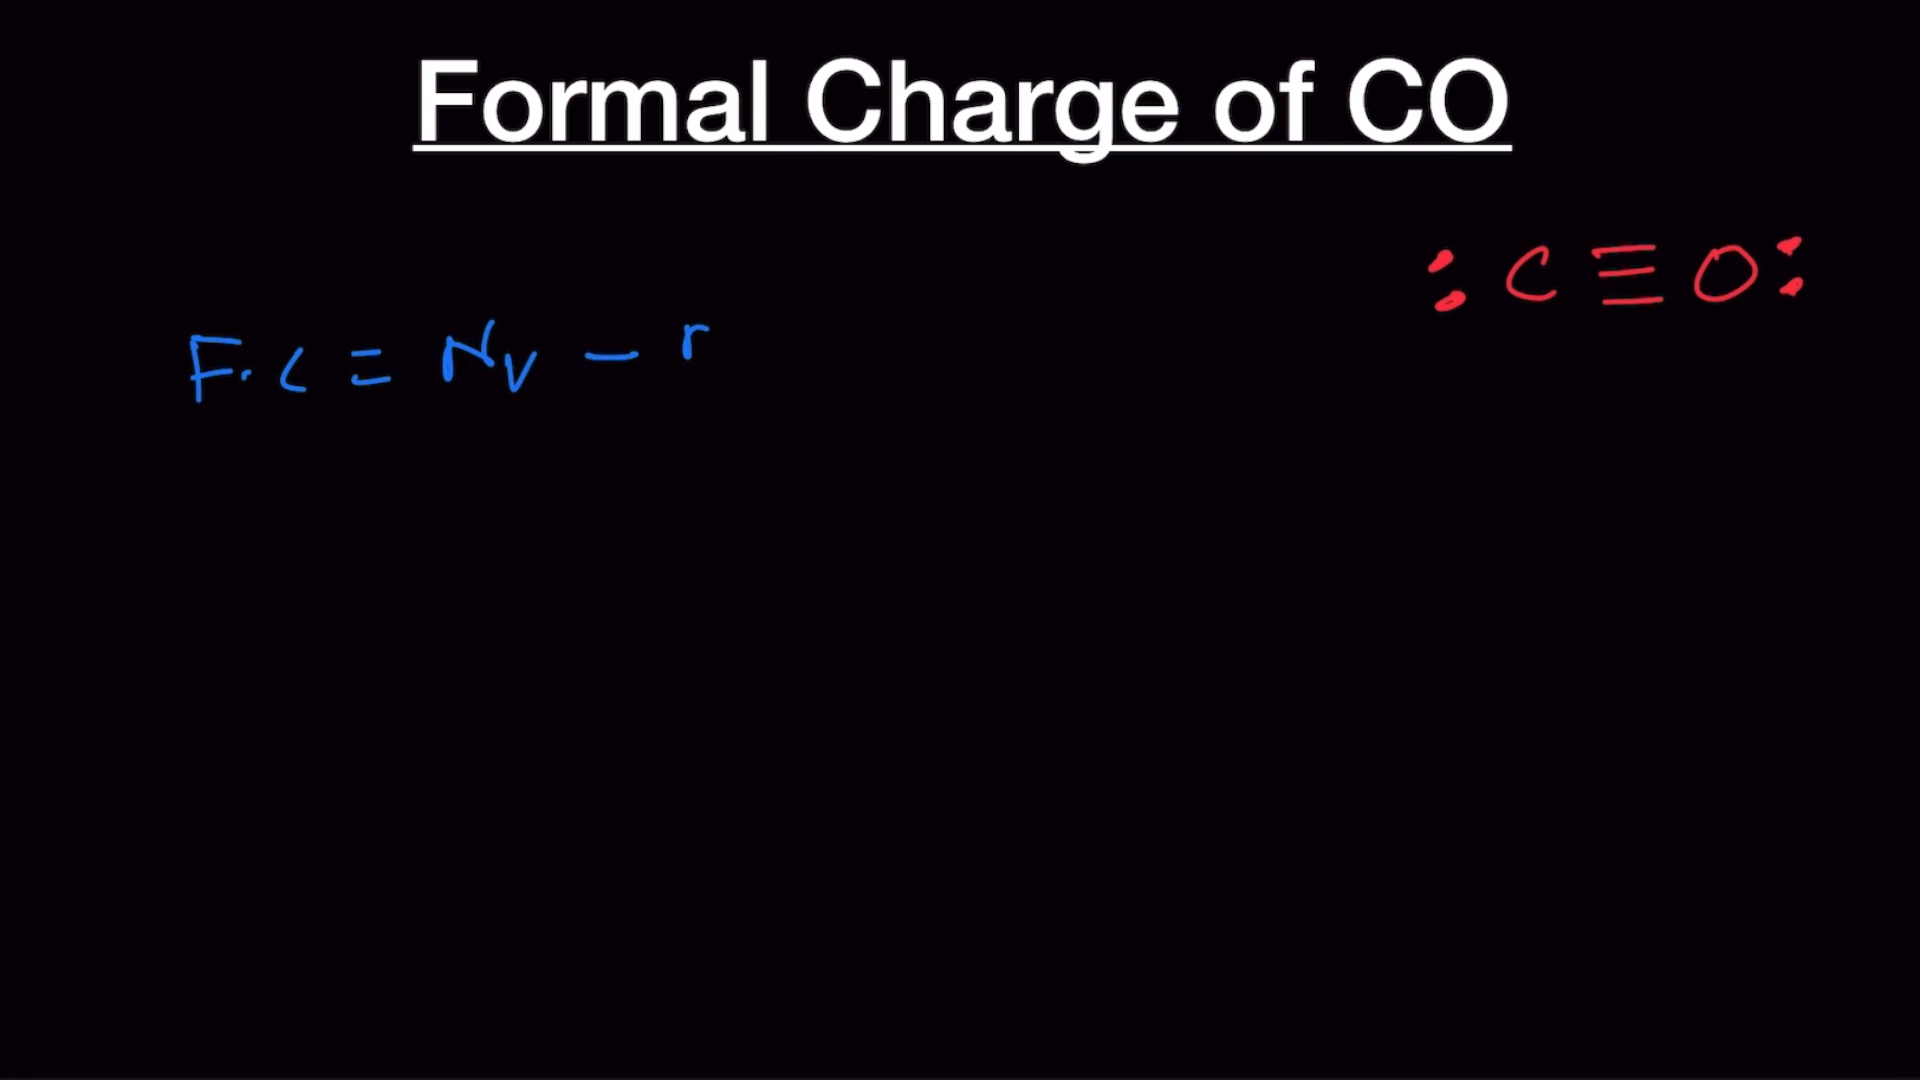 Formal Charge of CO
:C≡O:
F.C = Nv - r